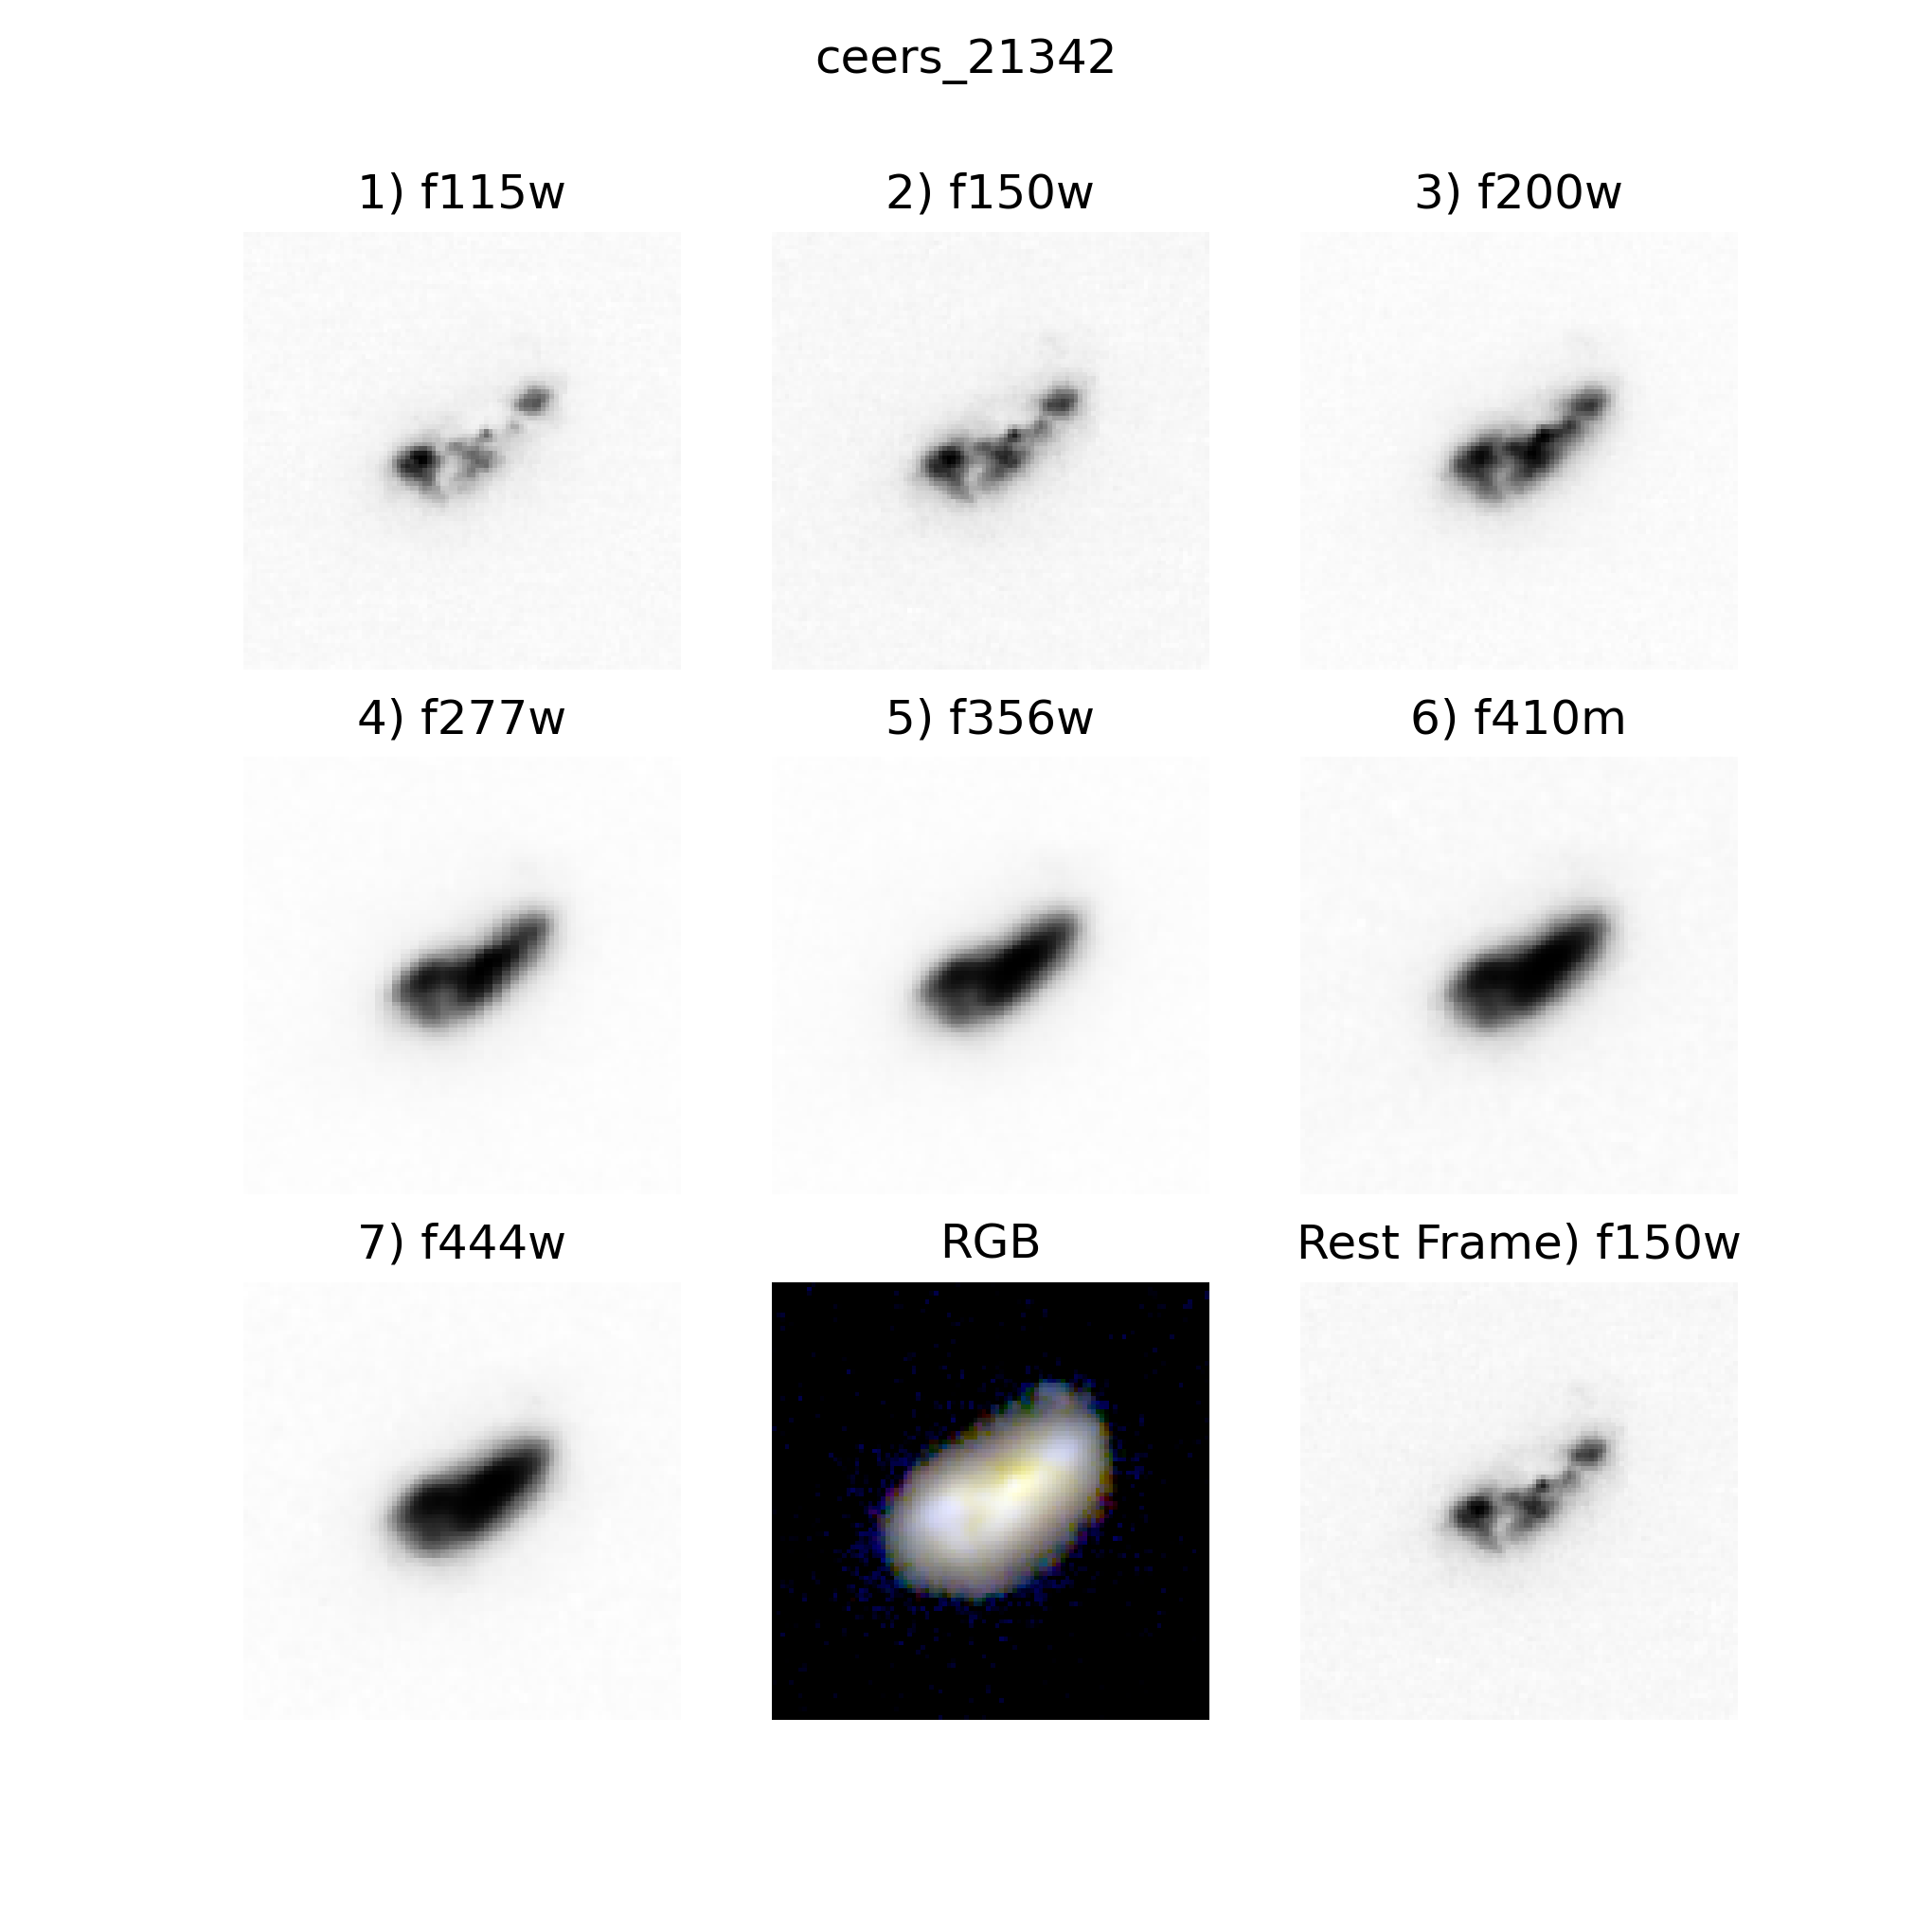 ceers_21342
1) f115w
2) f150w
3) f200w
4) f277w
5) f356w
6) f410m
7) f444w
RGB
Rest Frame) f150w